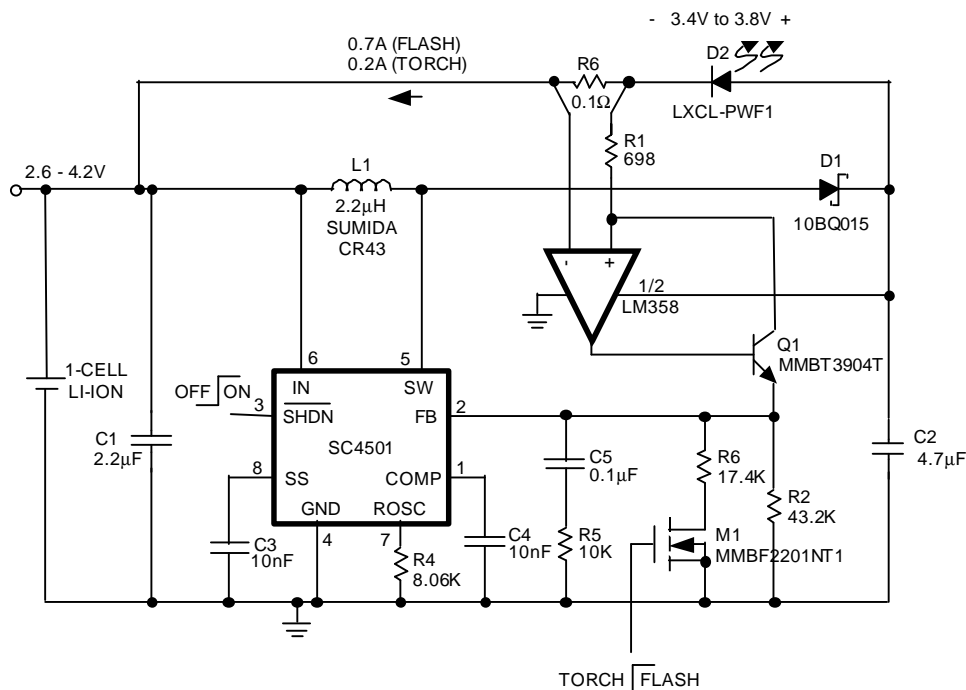 - 3.4V to 3.8V +
0.7A (FLASH)
0.2A (TORCH)
R6
0.1Ω
D2
LXCL-PWF1
R1
698
2.6 - 4.2V
L1
2.2µH
SUMIDA
CR43
D1
10BQ015
- +
1/2
LM358
Q1
MMBT3904T
1-CELL
LI-ION
6
5
IN
SW
OFF ON
3
SHDN
FB
2
SC4501
C1
2.2µF
8
SS
COMP
1
GND
ROSC
4
7
C3
10nF
R4
8.06K
C4
10nF
C5
0.1µF
R5
10K
R6
17.4K
M1
MMBF2201NT1
R2
43.2K
C2
4.7µF
TORCH FLASH